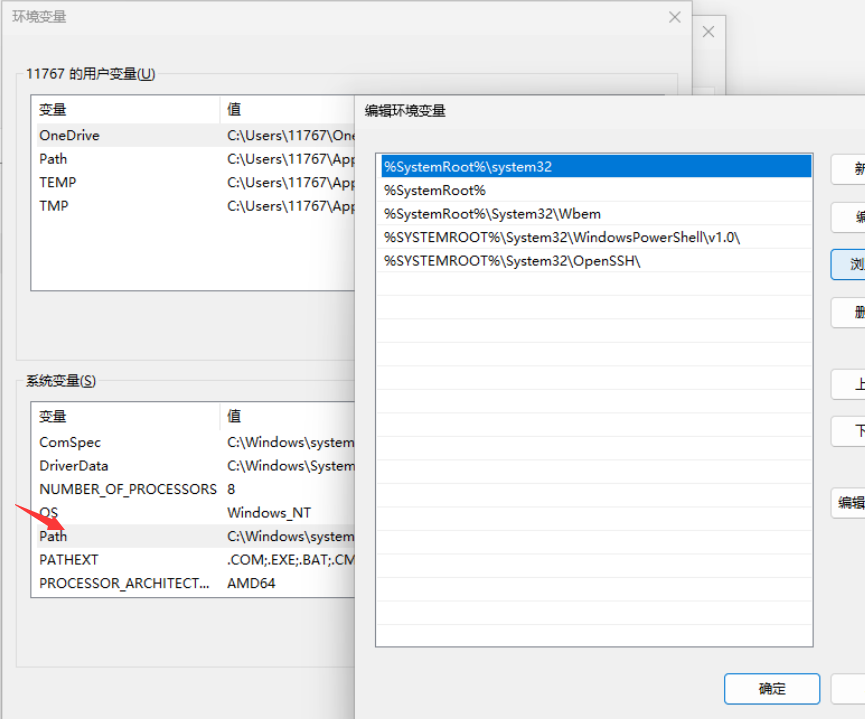 环境变量
11767 的用户变量(U)
变量 值
OneDrive C:\Users\11767\One
Path C:\Users\11767\App
TEMP C:\Users\11767\App
TMP C:\Users\11767\App
系统变量(S)
变量 值
ComSpec C:\Windows\system
DriverData C:\Windows\System
NUMBER_OF_PROCESSORS 8
OS Windows_NT
Path C:\Windows\system
PATHEXT .COM;.EXE;.BAT;.CM
PROCESSOR_ARCHITECT... AMD64
编辑环境变量
%SystemRoot%\system32
%SystemRoot%
%SystemRoot%\System32\Wbem
%SYSTEMROOT%\System32\WindowsPowerShell\v1.0\
%SYSTEMROOT%\System32\OpenSSH\
上
下
编辑
确定